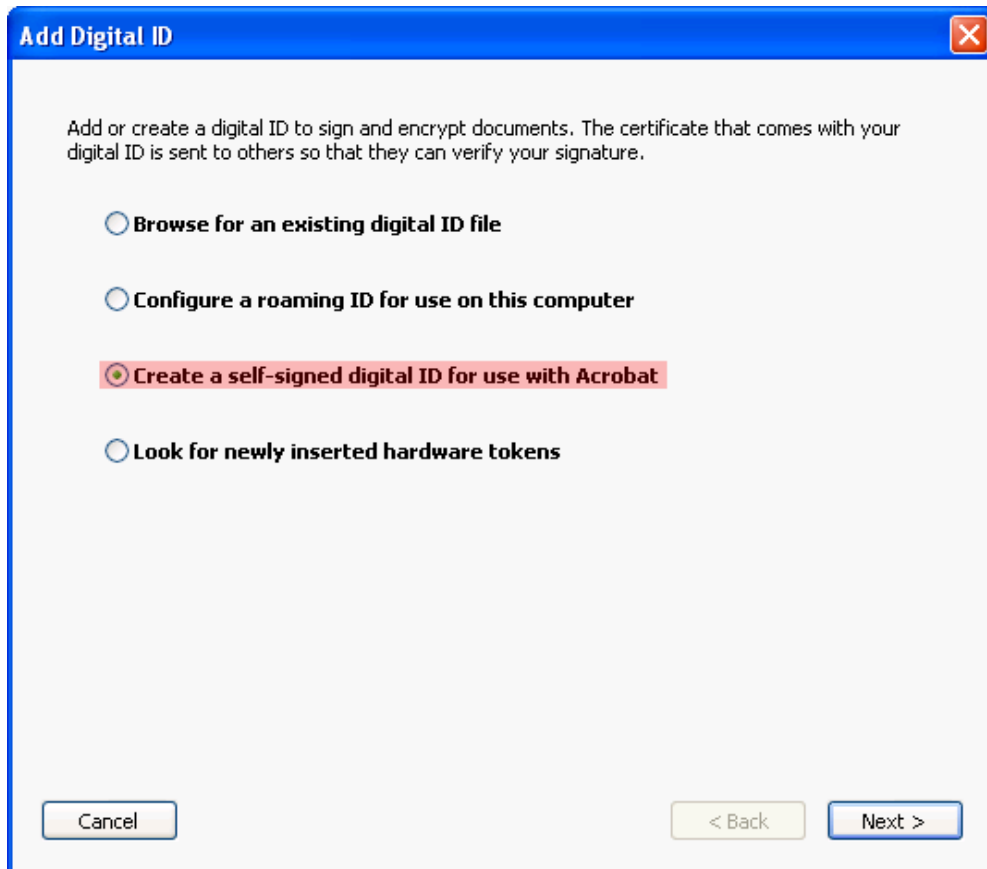 Add Digital ID
Add or create a digital ID to sign and encrypt documents. The certificate that comes with your
digital ID is sent to others so that they can verify your signature.
Browse for an existing digital ID file
Configure a roaming ID for use on this computer
Create a self-signed digital ID for use with Acrobat
Look for newly inserted hardware tokens
Cancel
< Back
Next >